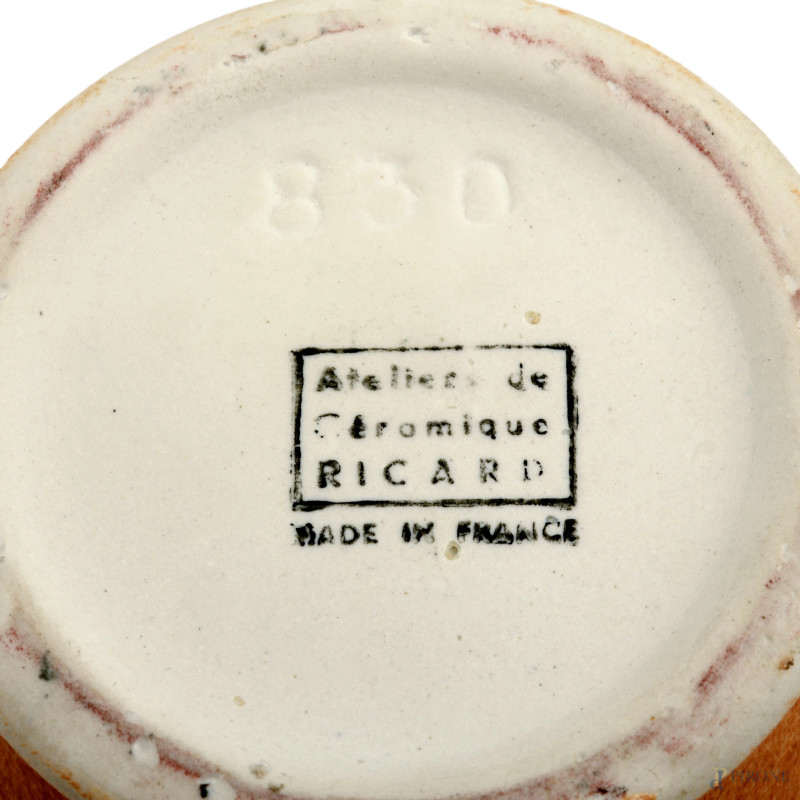 830
Ateliers de
Céramique
RICARD
MADE IN FRANCE